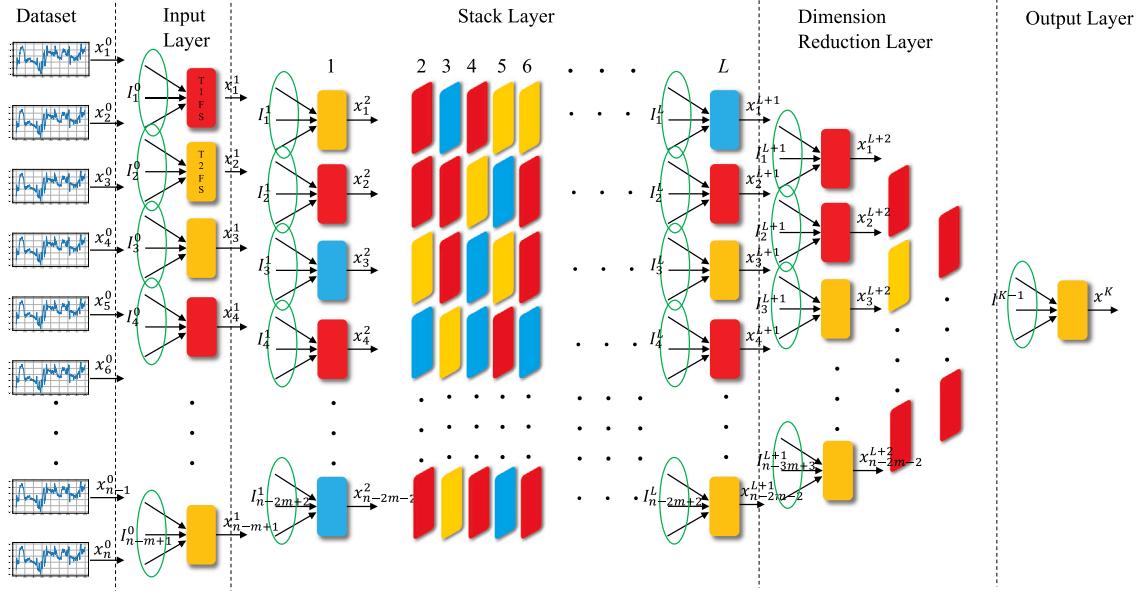 Dataset
Input
Layer
Stack Layer
Dimension
Reduction Layer
Output Layer
1
2 3 4 5 6
L
x_1^0
x_2^0
x_3^0
x_4^0
x_5^0
x_6^0
x_{n-1}^0
x_n^0
I_1^0
I_2^0
I_3^0
I_4^0
I_{n-m+1}^0
T
1
F
S
T
2
F
S
x_1^1
x_2^1
x_3^1
x_4^1
x_{n-m+1}^1
I_1^1
I_2^1
I_3^1
I_4^1
I_{n-2m+2}^1
x_1^2
x_2^2
x_3^2
x_4^2
x_{n-2m-2}^2
I_1^L
I_2^L
I_3^L
I_4^L
I_{n-2m+2}^L
x_1^{L+1}
x_2^{L+1}
x_3^{L+1}
x_4^{L+1}
x_{n-2m-2}^{L+1}
I_1^{L+1}
I_2^{L+1}
I_3^{L+1}
I_{n-3m+3}^{L+1}
x_1^{L+2}
x_2^{L+2}
x_3^{L+2}
x_{n-2m-2}^{L+2}
I^{K-1}
x^K